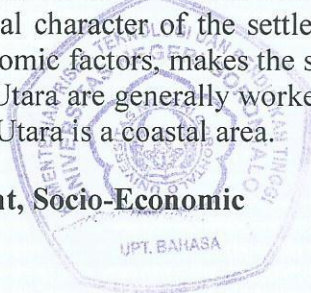 al character of the settle
omic factors, makes the s
Utara are generally worke
Utara is a coastal area.
nt, Socio-Economic
UPT. BAHASA